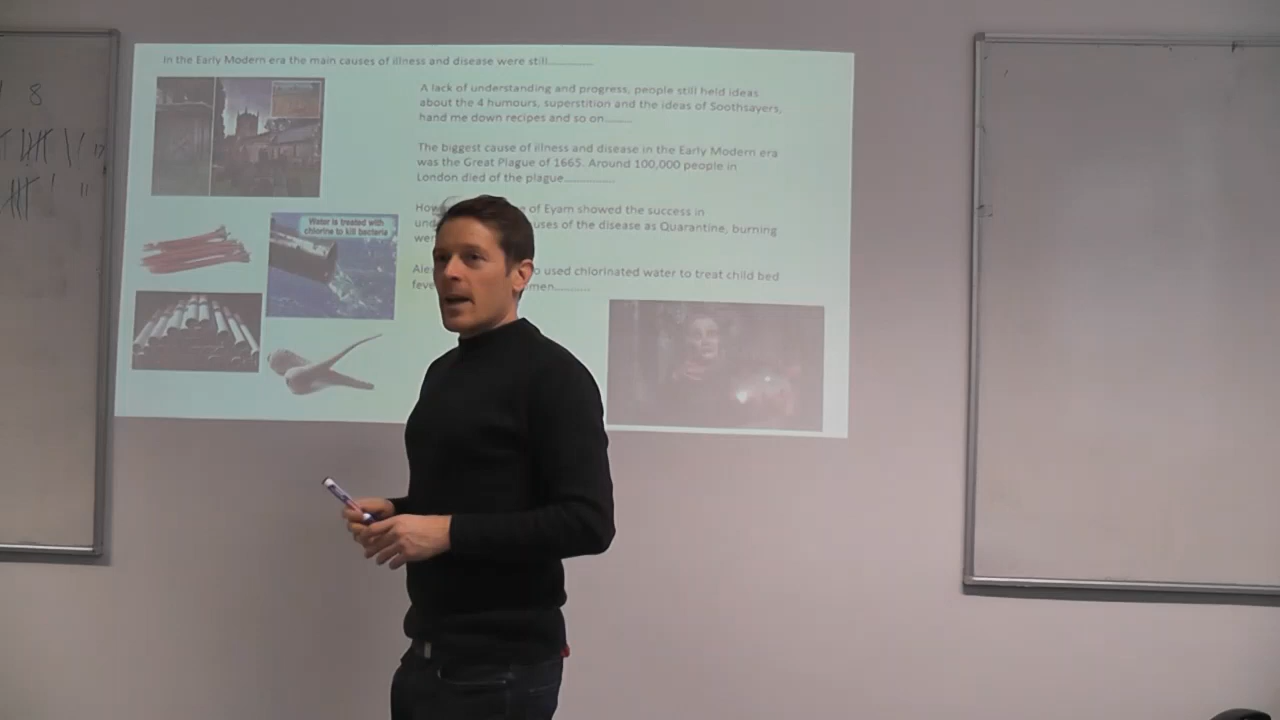 In the Early Modern era the main causes of illness and disease were still..............
A lack of understanding and progress, people still held ideas
about the 4 humours, superstition and the ideas of Soothsayers,
hand me down recipes and so on........
The biggest cause of illness and disease in the Early Modern era
was the Great Plague of 1665. Around 100,000 people in
London died of the plague...............
of Eyam showed the success in
of the disease as Quarantine, burning
used chlorinated water to treat child bed
Water is treated with
chlorine to kill bacteria
8